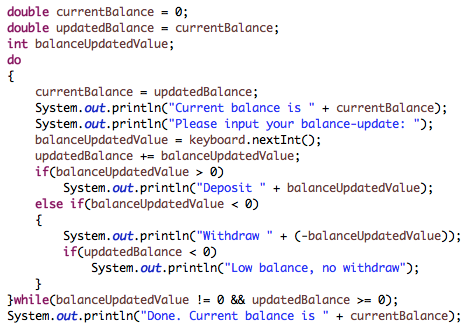 double currentBalance = 0;
double updatedBalance = currentBalance;
int balanceUpdatedValue;
do
{
    currentBalance = updatedBalance;
    System.out.println("Current balance is " + currentBalance);
    System.out.println("Please input your balance-update: ");
    balanceUpdatedValue = keyboard.nextInt();
    updatedBalance += balanceUpdatedValue;
    if(balanceUpdatedValue > 0)
        System.out.println("Deposit " + balanceUpdatedValue);
    else if(balanceUpdatedValue < 0)
    {
        System.out.println("Withdraw " + (-balanceUpdatedValue));
        if(updatedBalance < 0)
            System.out.println("Low balance, no withdraw");
    }
}while(balanceUpdatedValue != 0 && updatedBalance >= 0);
System.out.println("Done. Current balance is " + currentBalance);